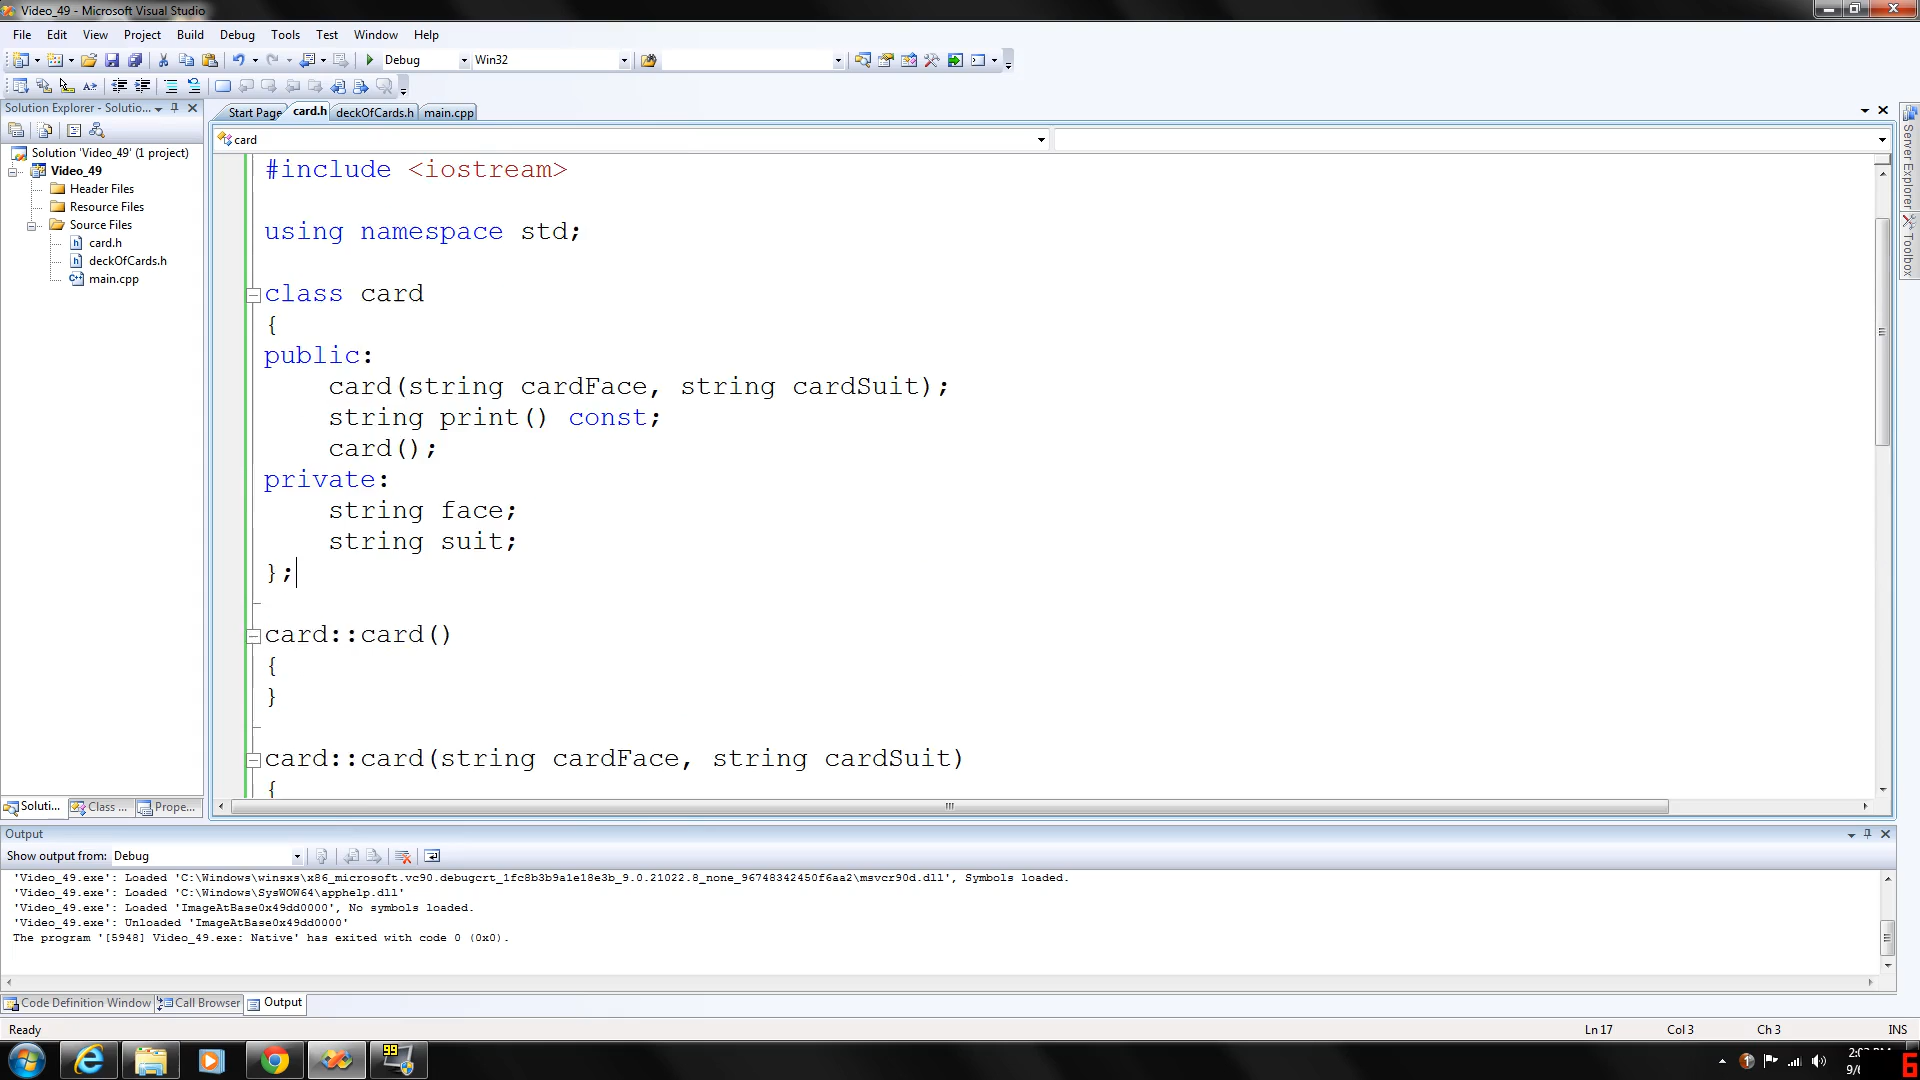 Video_49 - Microsoft Visual Studio
File Edit View Project Build Debug Tools Test Window Help
Debug Win32
Solution Explorer - Solutio...
Start Page card.h deckOfCards.h main.cpp
card
Solution 'Video_49' (1 project)
Video_49
Header Files
Resource Files
Source Files
card.h
deckOfCards.h
main.cpp
#include <iostream>
using namespace std;
class card
{
public:
card(string cardFace, string cardSuit);
string print() const;
card();
private:
string face;
string suit;
};
card::card()
{
}
card::card(string cardFace, string cardSuit)
{
Server Explorer
Toolbox
Soluti... Class ... Prope...
Output
Show output from: Debug
'Video_49.exe': Loaded 'C:\Windows\winsxs\x86_microsoft.vc90.debugcrt_1fc8b3b9a1e18e3b_9.0.21022.8_none_96748342450f6aa2\msvcr90d.dll', Symbols loaded.
'Video_49.exe': Loaded 'C:\Windows\SysWOW64\apphelp.dll'
'Video_49.exe': Loaded 'ImageAtBase0x49dd0000', No symbols loaded.
'Video_49.exe': Unloaded 'ImageAtBase0x49dd0000'
The program '[5948] Video_49.exe: Native' has exited with code 0 (0x0).
Code Definition Window Call Browser Output
Ready Ln 17 Col 3 Ch 3 INS
99